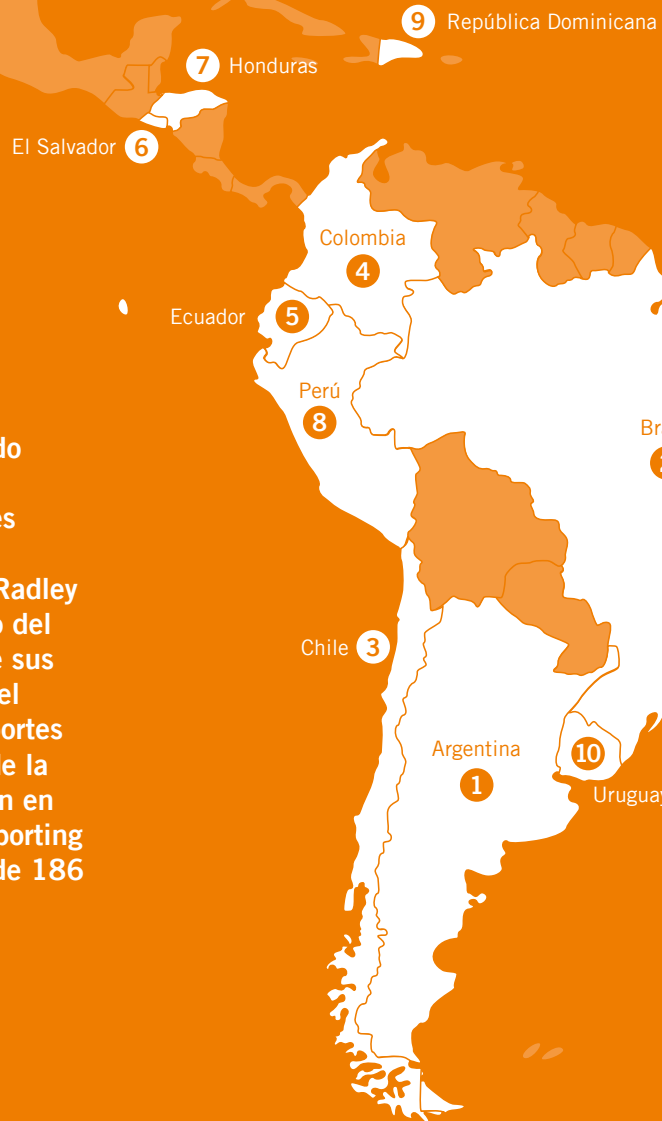 9 República Dominicana
7 Honduras
El Salvador 6
Colombia
4
Ecuador 5
Perú
8
Chile 3
Argentina
1
10
Uruguay
do
es
Radley
o del
e sus
el
ortes
de la
n en
porting
de 186